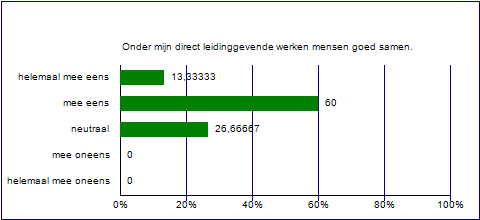 Onder mijn direct leidinggevende werken mensen goed samen.
helemaal mee eens 13,33333
mee eens 60
neutraal 26,66667
mee oneens 0
helemaal mee oneens 0
0% 20% 40% 60% 80% 100%